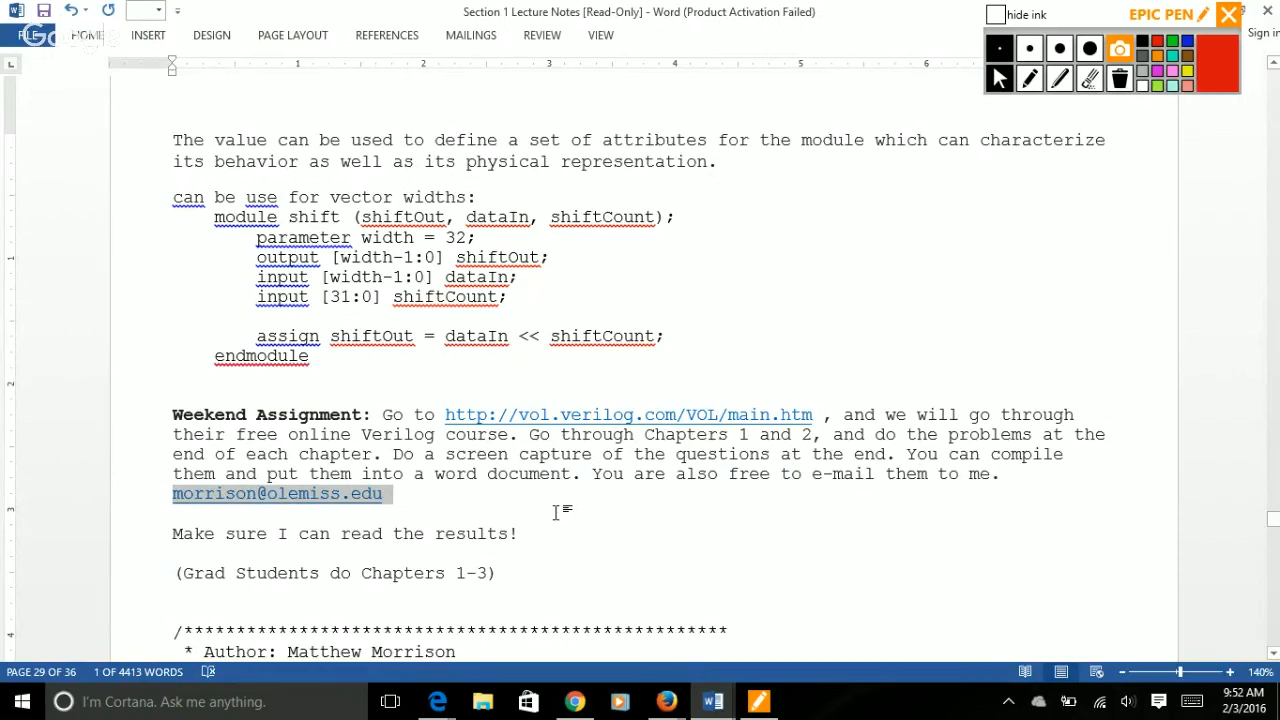 Section 1 Lecture Notes [Read-Only] - Word (Product Activation Failed)
hide ink
EPIC PEN
FILE HOME INSERT DESIGN PAGE LAYOUT REFERENCES MAILINGS REVIEW VIEW
Sign in
1 2 3 4 5 6
The value can be used to define a set of attributes for the module which can characterize
its behavior as well as its physical representation.
can be use for vector widths:
module shift (shiftOut, dataIn, shiftCount);
parameter width = 32;
output [width-1:0] shiftOut;
input [width-1:0] dataIn;
input [31:0] shiftCount;
assign shiftOut = dataIn << shiftCount;
endmodule
Weekend Assignment: Go to http://vol.verilog.com/VOL/main.htm , and we will go through
their free online Verilog course. Go through Chapters 1 and 2, and do the problems at the
end of each chapter. Do a screen capture of the questions at the end. You can compile
them and put them into a word document. You are also free to e-mail them to me.
morrison@olemiss.edu
Make sure I can read the results!
(Grad Students do Chapters 1-3)
/****************************************************
* Author: Matthew Morrison
PAGE 29 OF 36 1 OF 4413 WORDS
140%
I'm Cortana. Ask me anything.
9:52 AM
2/3/2016